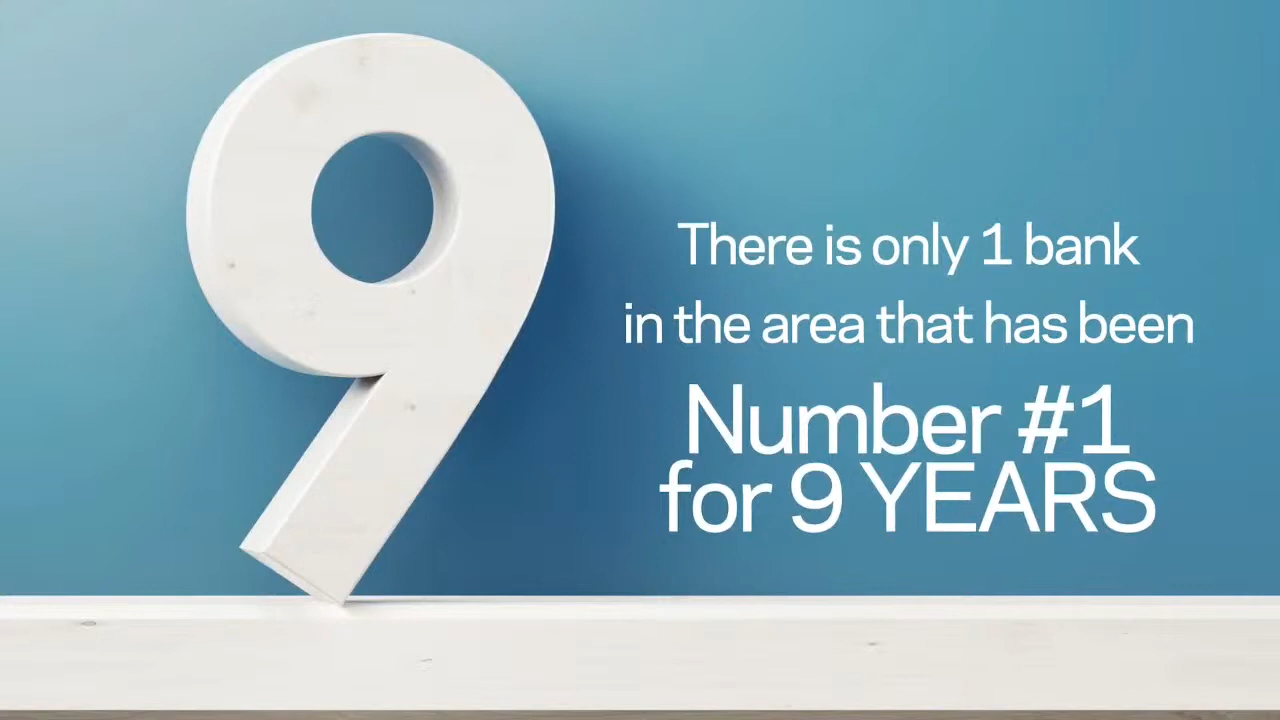 9
There is only 1 bank
in the area that has been
Number #1
for 9 YEARS